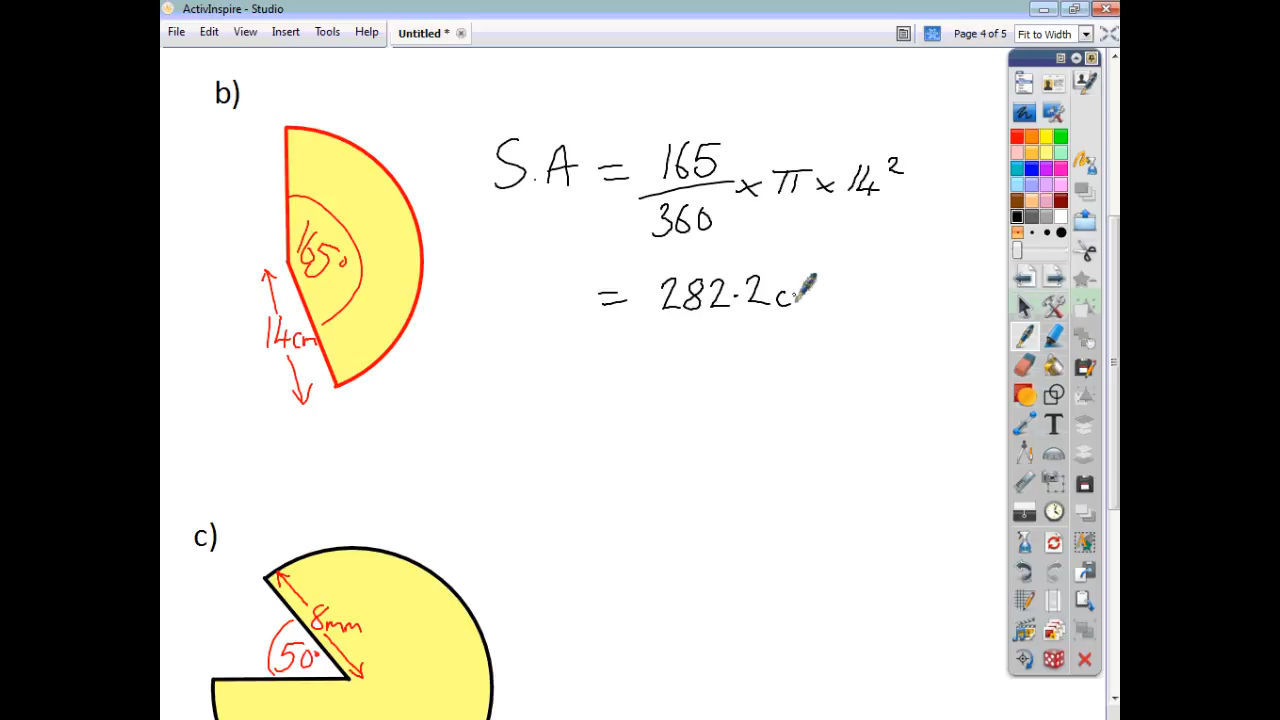 ActivInspire - Studio
File Edit View Insert Tools Help Untitled * Page 4 of 5 Fit to Width
b)
S.A = 165/360 × π × 14²
165°
= 282.2c
14cm
c)
8mm
50°